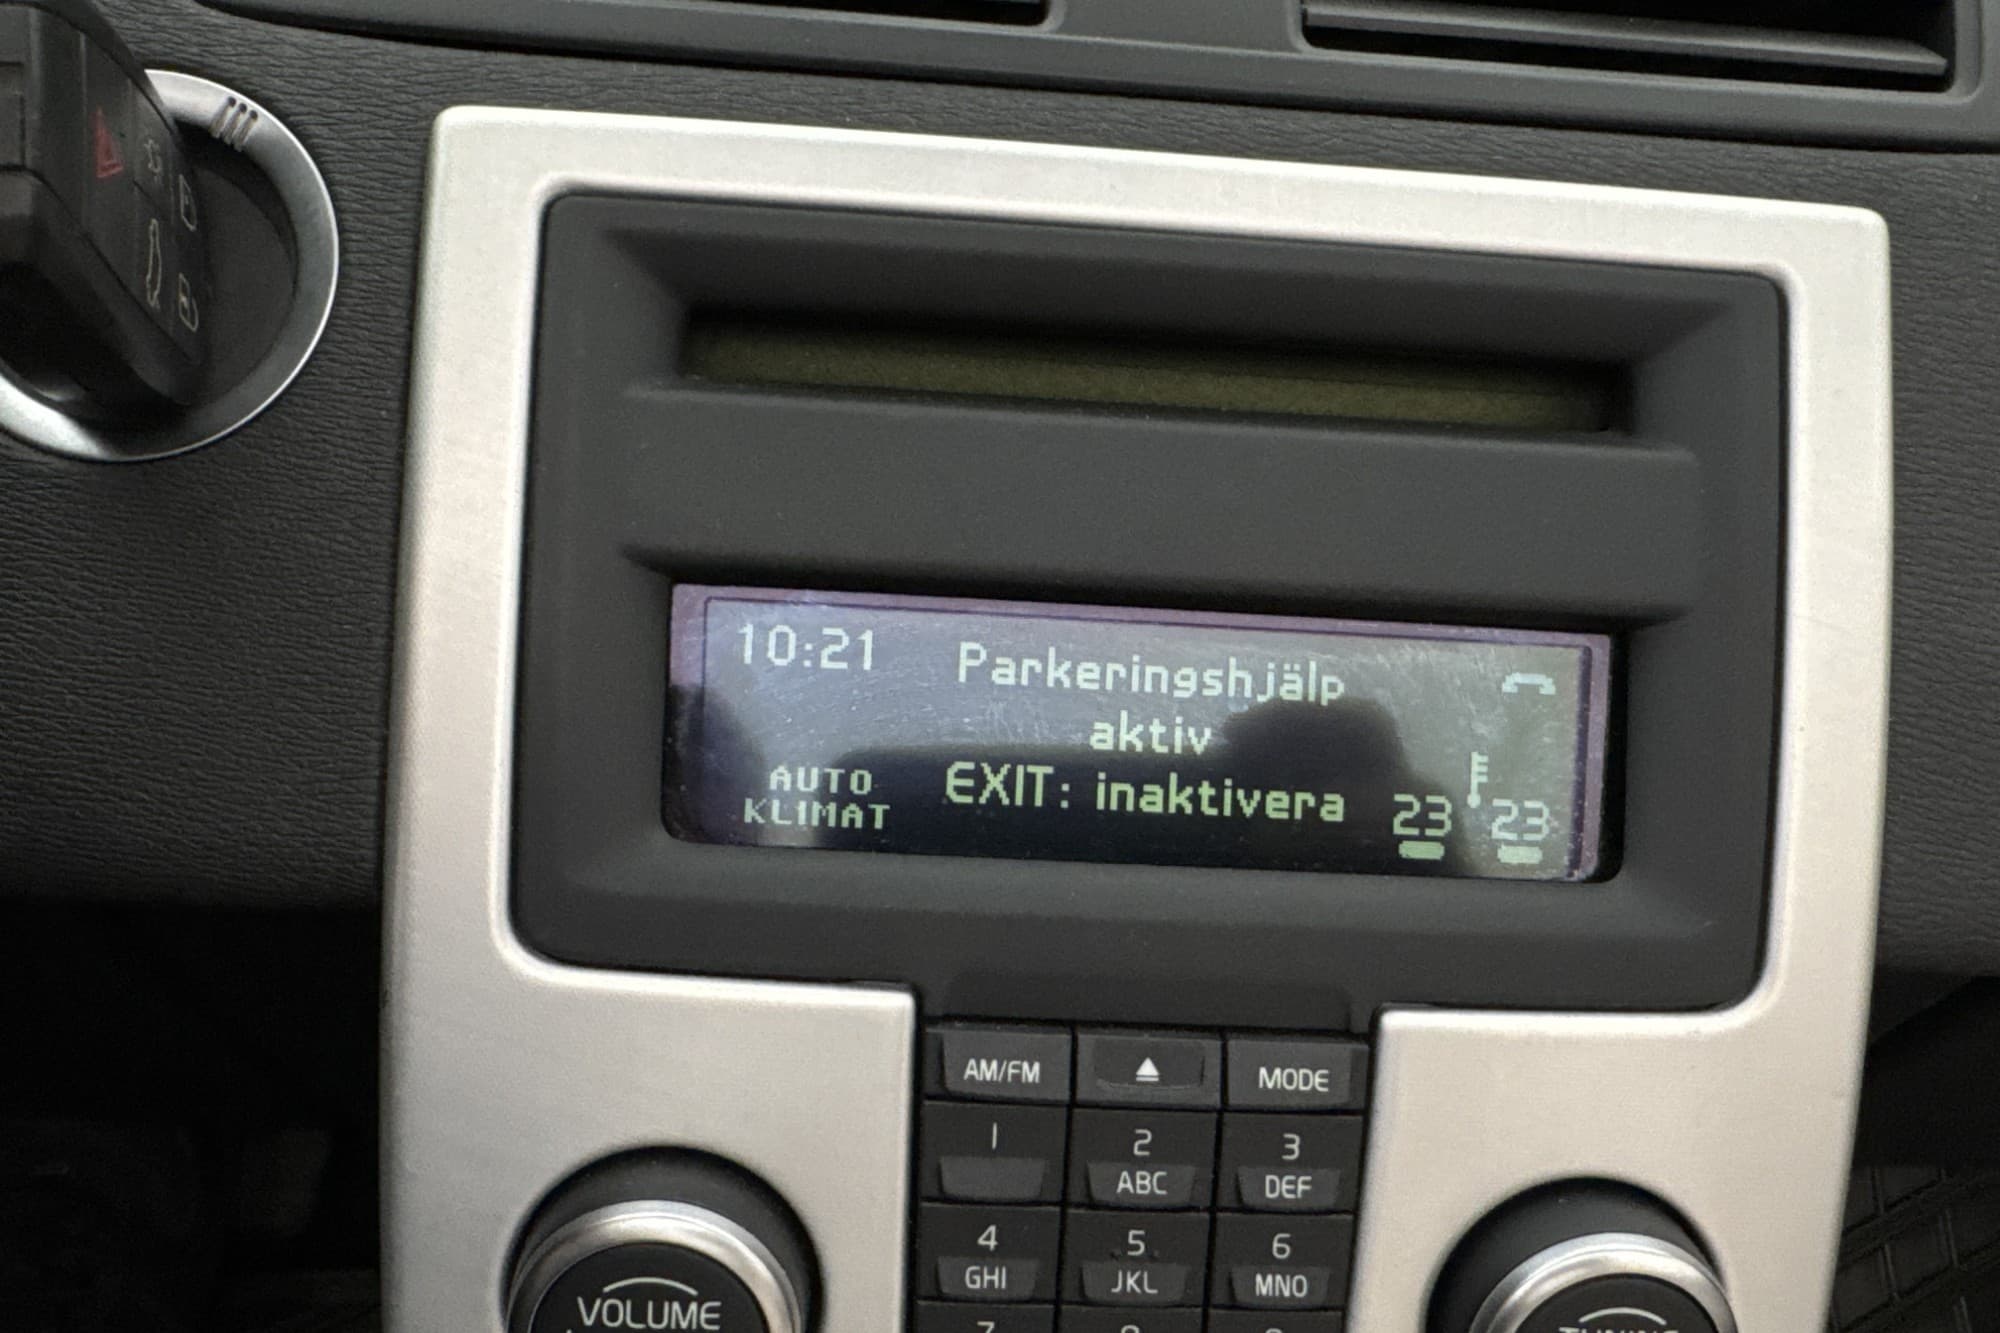 10:21
Parkeringshjälp
aktiv
AUTO
KLIMAT
EXIT: inaktivera
23 23
AM/FM
MODE
1 2 3
ABC DEF
4 5 6
GHI JKL MNO
VOLUME